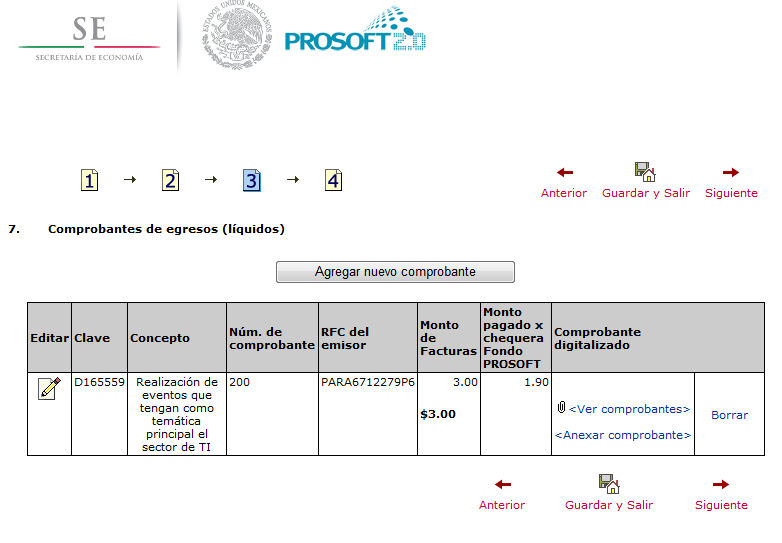 SE
SECRETARÍA DE ECONOMÍA
ESTADOS UNIDOS MEXICANOS
PROSOFT 2.0
1 → 2 → 3 → 4
Anterior Guardar y Salir Siguiente
7. Comprobantes de egresos (líquidos)
Agregar nuevo comprobante
Editar Clave Concepto Núm. de comprobante RFC del emisor Monto de Facturas Monto pagado x chequera Fondo PROSOFT Comprobante digitalizado
D165559 Realización de eventos que tengan como temática principal el sector de TI 200 PARA6712279P6 3.00 1.90
$3.00
<Ver comprobantes>
Borrar
<Anexar comprobante>
Anterior Guardar y Salir Siguiente